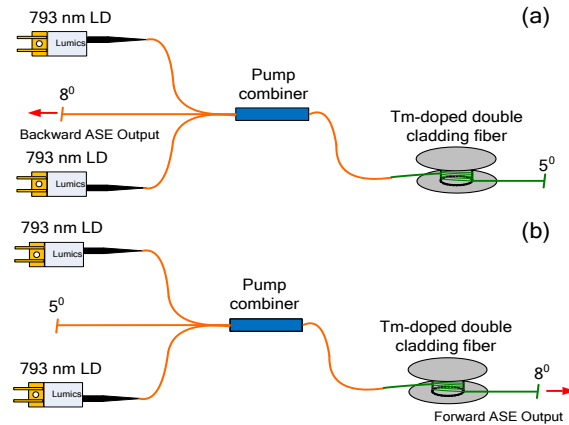 (a)
793 nm LD
Lumics
Pump
combiner
8⁰
Backward ASE Output
Tm-doped double
cladding fiber
5⁰
793 nm LD
Lumics
(b)
793 nm LD
Lumics
Pump
combiner
5⁰
Tm-doped double
cladding fiber
8⁰
793 nm LD
Lumics
Forward ASE Output